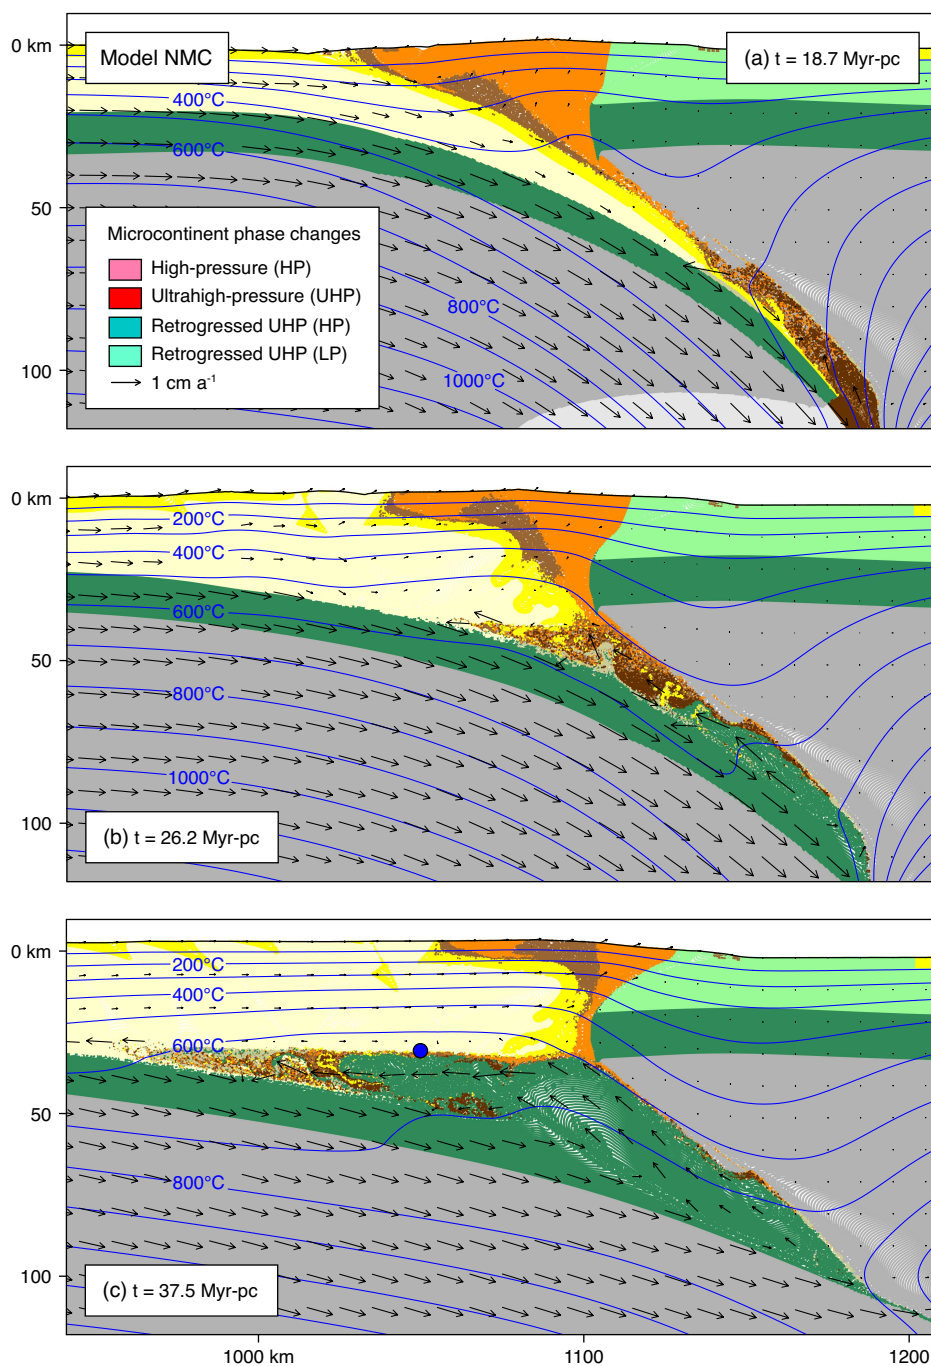 0 km
Model NMC
(a) t = 18.7 Myr-pc
400°C
600°C
50
Microcontinent phase changes
High-pressure (HP)
Ultrahigh-pressure (UHP)
Retrogressed UHP (HP)
Retrogressed UHP (LP)
1 cm a⁻¹
800°C
1000°C
100
0 km
200°C
400°C
600°C
50
800°C
1000°C
100
(b) t = 26.2 Myr-pc
0 km
200°C
400°C
600°C
50
800°C
100
(c) t = 37.5 Myr-pc
1000 km
1100
1200